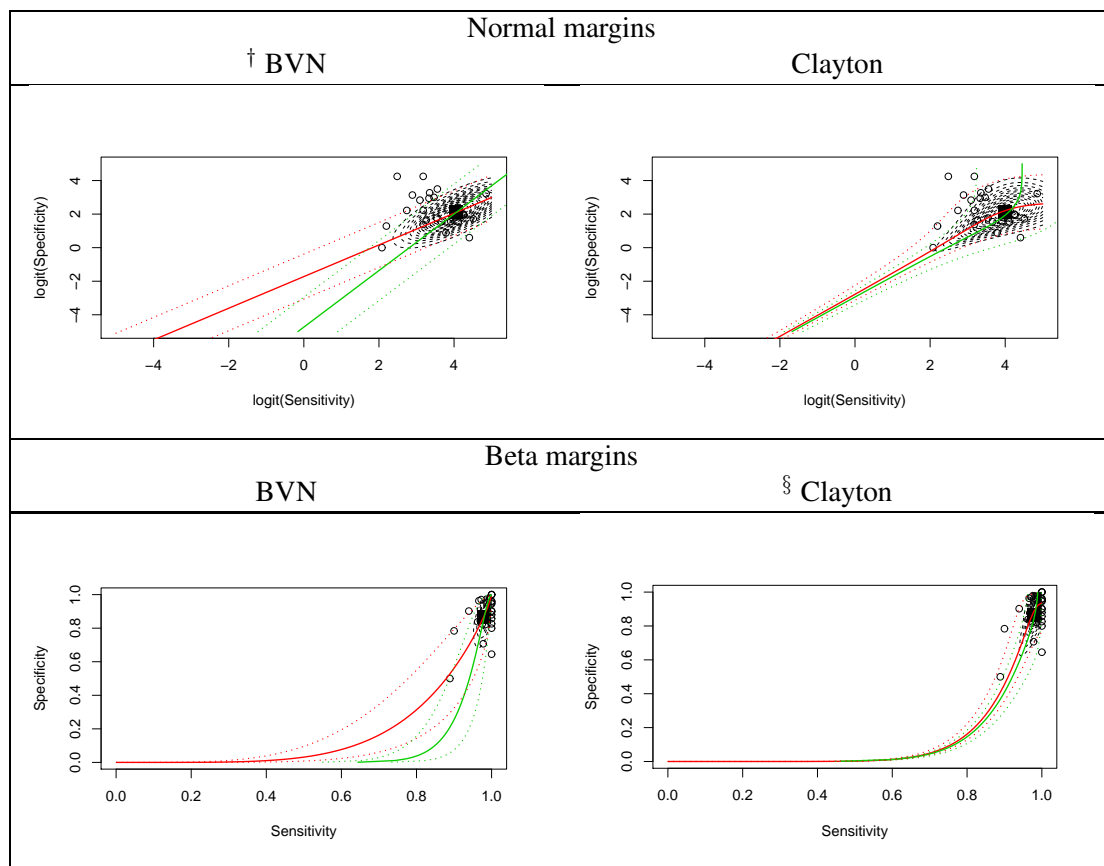 Normal margins
† BVN
Clayton
logit(Specificity)
4
2
0
−2
−4
−4 −2 0 2 4
logit(Sensitivity)
logit(Specificity)
4
2
0
−2
−4
−4 −2 0 2 4
logit(Sensitivity)
Beta margins
BVN
§ Clayton
Specificity
1.0
0.8
0.6
0.4
0.2
0.0
0.0 0.2 0.4 0.6 0.8 1.0
Sensitivity
Specificity
1.0
0.8
0.6
0.4
0.2
0.0
0.0 0.2 0.4 0.6 0.8 1.0
Sensitivity